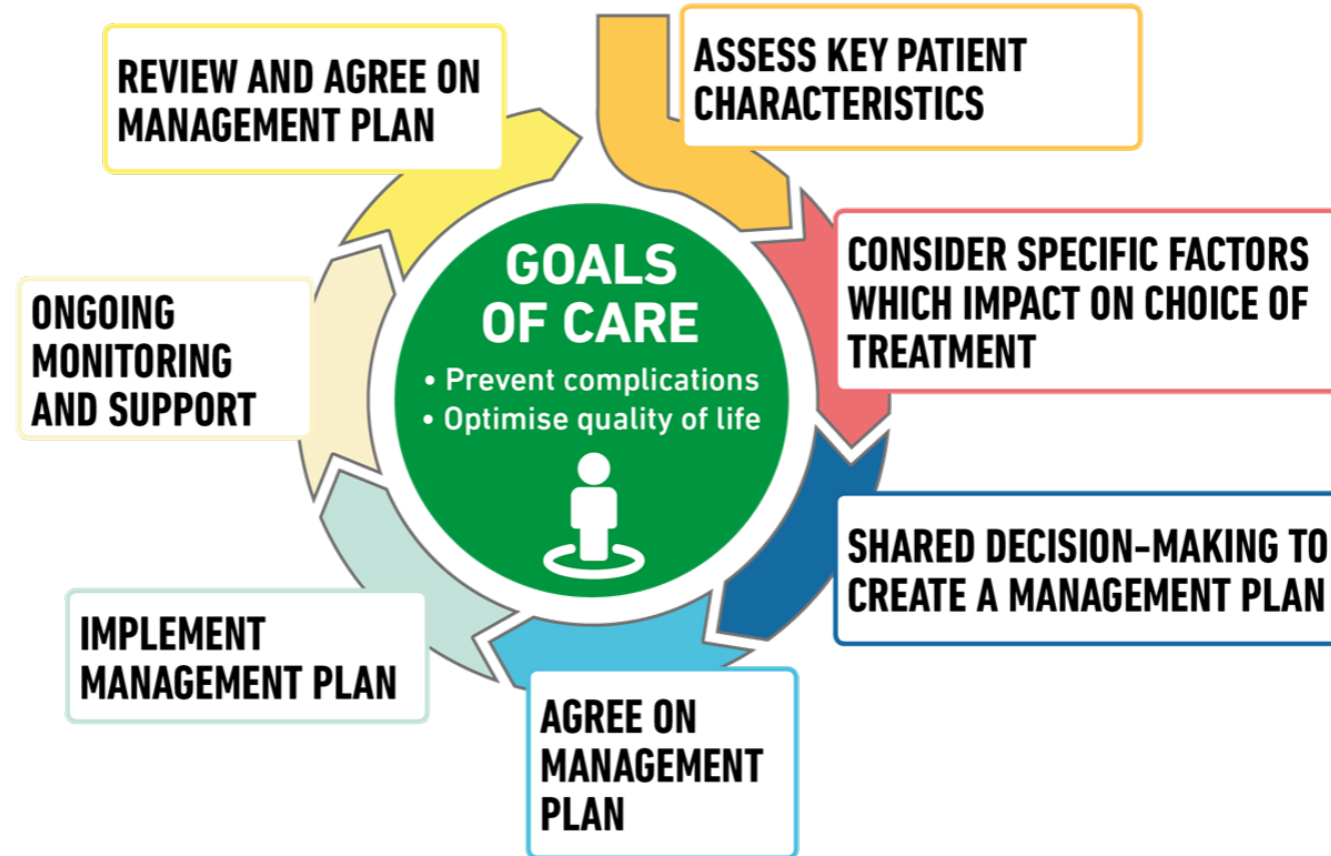 ASSESS KEY PATIENT
CHARACTERISTICS
CONSIDER SPECIFIC FACTORS
WHICH IMPACT ON CHOICE OF
TREATMENT
SHARED DECISION-MAKING TO
CREATE A MANAGEMENT PLAN
AGREE ON
MANAGEMENT
PLAN
IMPLEMENT
MANAGEMENT PLAN
ONGOING
MONITORING
AND SUPPORT
REVIEW AND AGREE ON
MANAGEMENT PLAN
GOALS
OF CARE
• Prevent complications
• Optimise quality of life